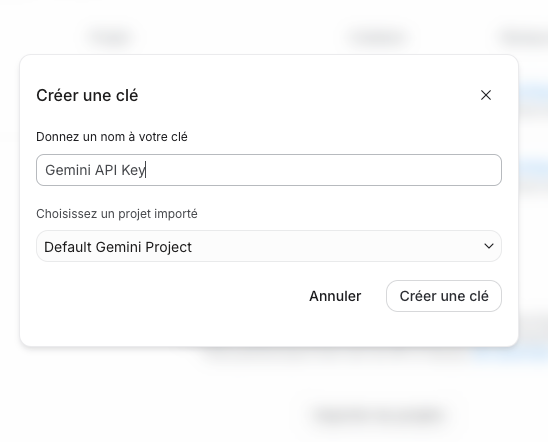 Créer une clé
Donnez un nom à votre clé
Gemini API Key
Choisissez un projet importé
Default Gemini Project
Annuler
Créer une clé